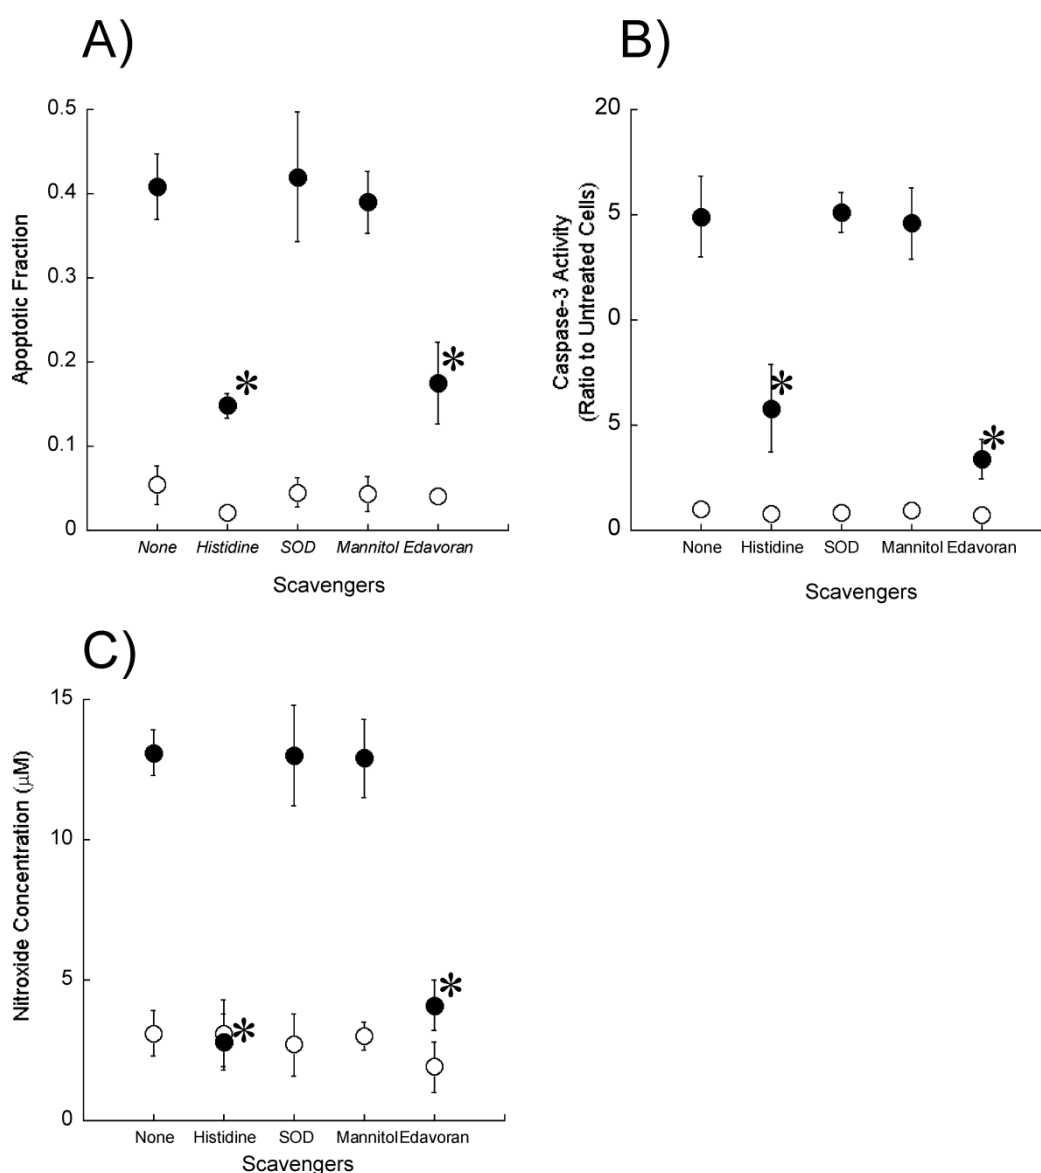 A)
0.5
0.4
0.3
0.2
0.1
0
Apoptotic Fraction
*
*
None Histidine SOD Mannitol Edavoran
Scavengers
B)
20
5
0
5
0
Caspase-3 Activity
(Ratio to Untreated Cells)
*
*
None Histidine SOD Mannitol Edavoran
Scavengers
C)
15
10
5
0
Nitroxide Concentration (μM)
*
*
None Histidine SOD Mannitol Edavoran
Scavengers